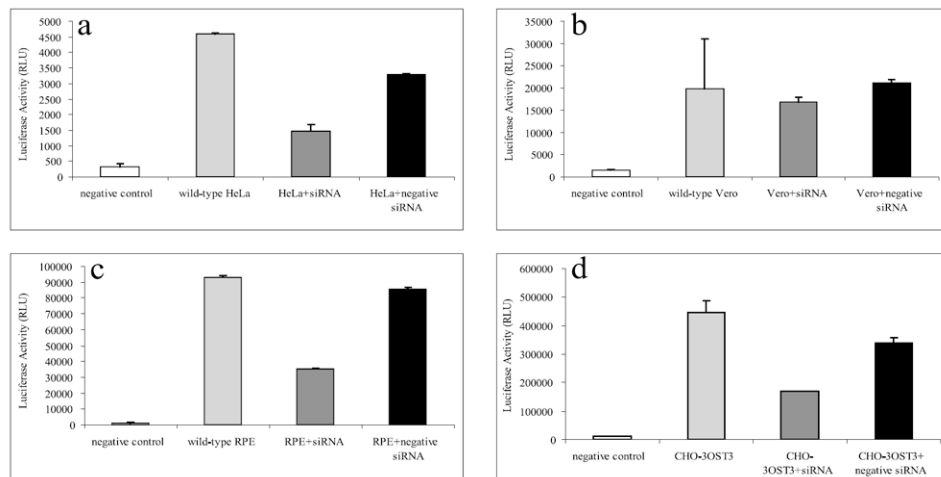 a
Luciferase Activity (RLU)
5000
4500
4000
3500
3000
2500
2000
1500
1000
500
0
negative control
wild-type HeLa
HeLa+siRNA
HeLa+negative
siRNA
b
Luciferase Activity (RLU)
35000
30000
25000
20000
15000
10000
5000
0
negative control
wild-type Vero
Vero+siRNA
Vero+negative
siRNA
c
Luciferase Activity (RLU)
100000
90000
80000
70000
60000
50000
40000
30000
20000
10000
0
negative control
wild-type RPE
RPE+siRNA
RPE+negative
siRNA
d
Luciferase Activity (RLU)
600000
500000
400000
300000
200000
100000
0
negative control
CHO-3OST3
CHO-
3OST3+siRNA
CHO-3OST3+
negative siRNA